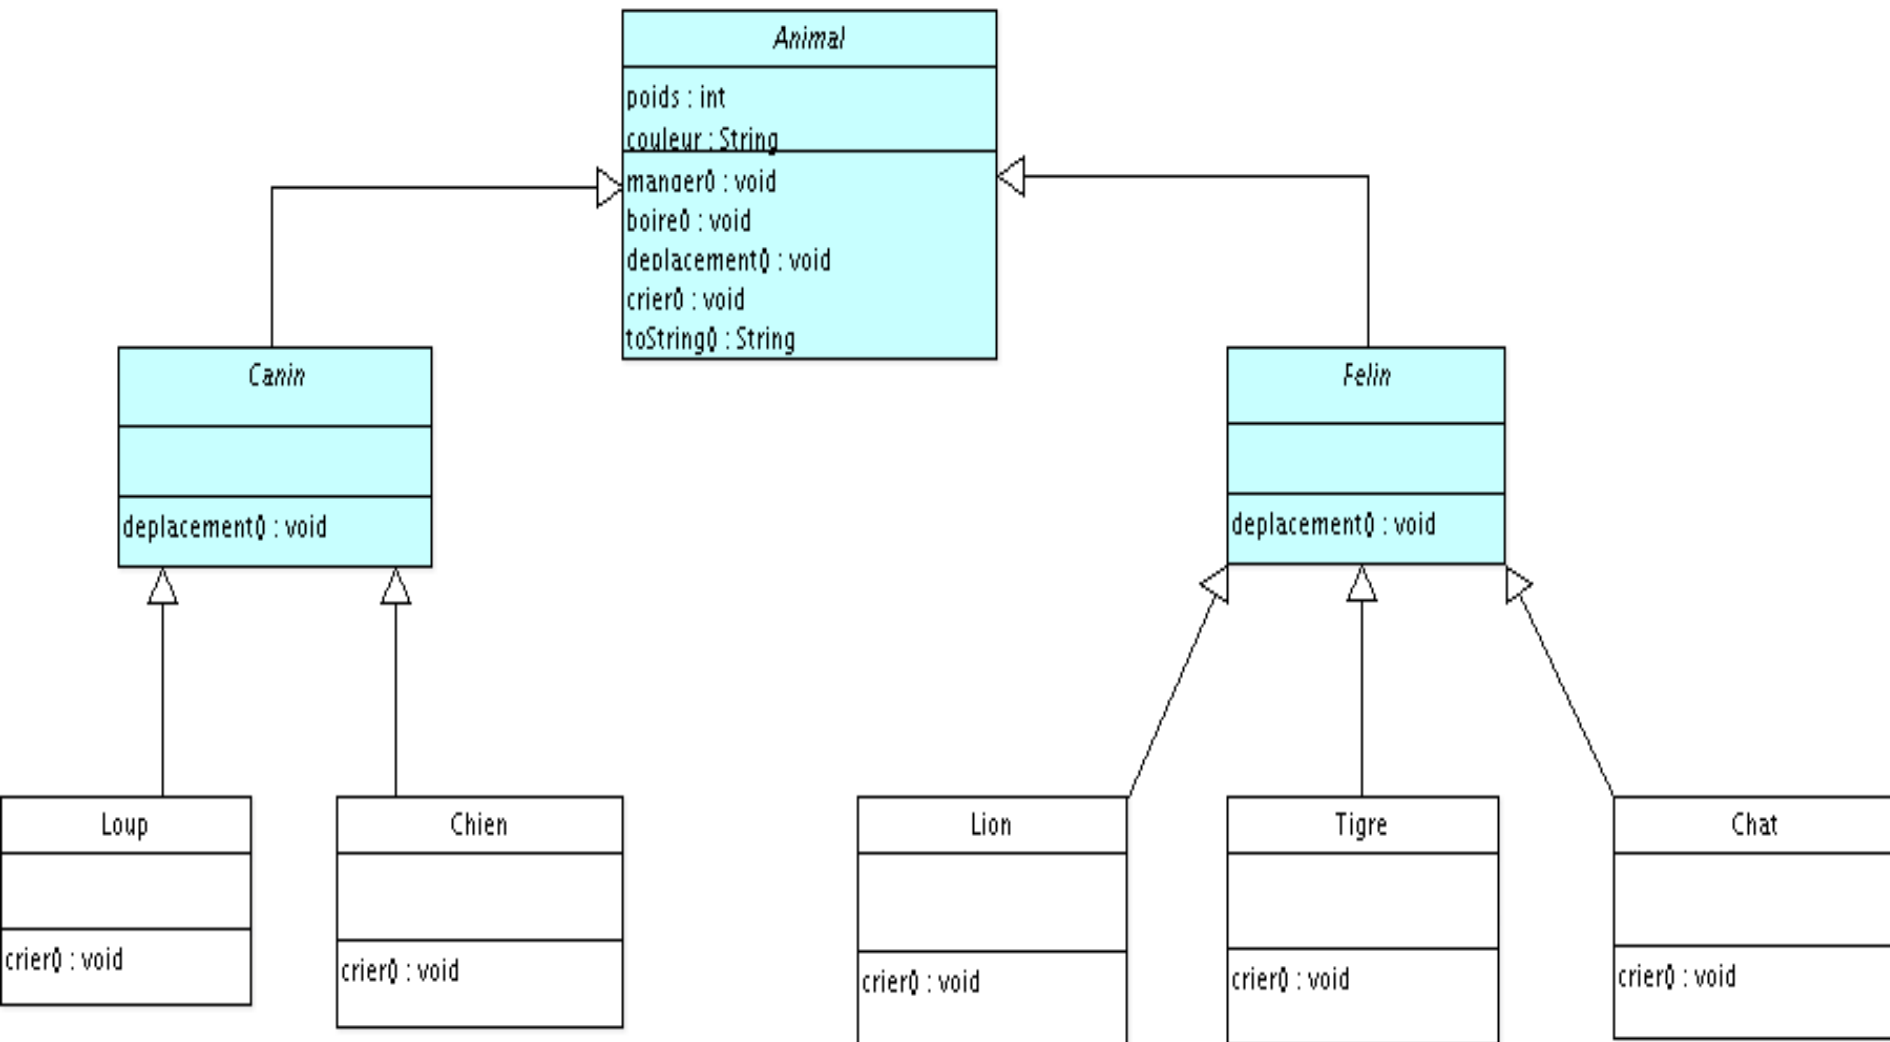 Animal
poids : int
couleur : String
manger() : void
boire() : void
deplacement() : void
crier() : void
toString() : String
Canin
deplacement() : void
Felin
deplacement() : void
Loup
crier() : void
Chien
crier() : void
Lion
crier() : void
Tigre
crier() : void
Chat
crier() : void